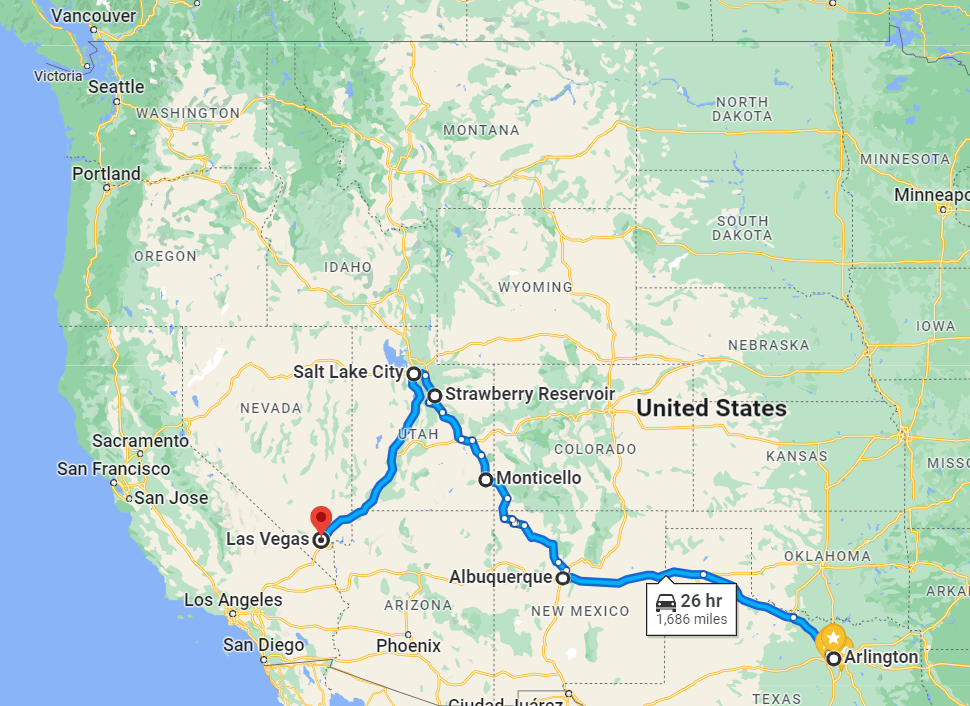 Vancouver
Victoria
Seattle
WASHINGTON
MONTANA
NORTH
DAKOTA
MINNESOTA
Portland
Minneapo
SOUTH
DAKOTA
OREGON
IDAHO
WYOMING
IOWA
NEBRASKA
Salt Lake City
Strawberry Reservoir
United States
NEVADA
UTAH
COLORADO
KANSAS
Sacramento
San Francisco
MISSO
Monticello
San Jose
Las Vegas
OKLAHOMA
Albuquerque
ARIZONA
NEW MEXICO
26 hr
1,686 miles
ARKA
Los Angeles
San Diego
Phoenix
Arlington
TEXAS
Ciudad Juárez